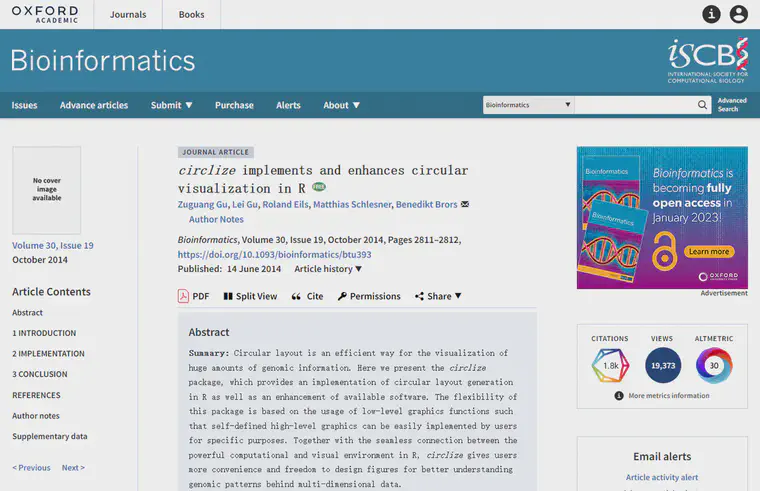 OXFORD
ACADEMIC
Journals
Books
Bioinformatics
iSCB
INTERNATIONAL SOCIETY FOR
COMPUTATIONAL BIOLOGY
Issues
Advance articles
Submit ▼
Purchase
Alerts
About ▼
Bioinformatics
Advanced
Search
No cover
image
available
Volume 30, Issue 19
October 2014
Article Contents
Abstract
1 INTRODUCTION
2 IMPLEMENTATION
3 CONCLUSION
REFERENCES
Author notes
Supplementary data
< Previous
Next >
JOURNAL ARTICLE
circlize implements and enhances circular
visualization in R FREE
Zuguang Gu, Lei Gu, Roland Eils, Matthias Schlesner, Benedikt Brors
Author Notes
Bioinformatics, Volume 30, Issue 19, October 2014, Pages 2811–2812,
https://doi.org/10.1093/bioinformatics/btu393
Published: 14 June 2014
Article history ▼
PDF
Split View
Cite
Permissions
Share ▼
Abstract
Summary: Circular layout is an efficient way for the visualization of
huge amounts of genomic information. Here we present the circlize
package, which provides an implementation of circular layout generation
in R as well as an enhancement of available software. The flexibility of
this package is based on the usage of low-level graphics functions such
that self-defined high-level graphics can be easily implemented by users
for specific purposes. Together with the seamless connection between the
powerful computational and visual environment in R, circlize gives users
more convenience and freedom to design figures for better understanding
genomic patterns behind multi-dimensional data.
Bioinformatics
Bioinformatics
Bioinformatics is
becoming fully
open access in
January 2023!
Learn more
OXFORD
UNIVERSITY PRESS
Advertisement
CITATIONS
VIEWS
ALTMETRIC
1.8k
19,373
30
More metrics information
Email alerts
Article activity alert